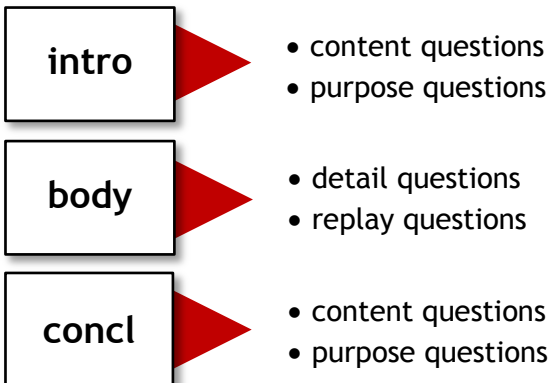 intro
• content questions
• purpose questions
body
• detail questions
• replay questions
concl
• content questions
• purpose questions